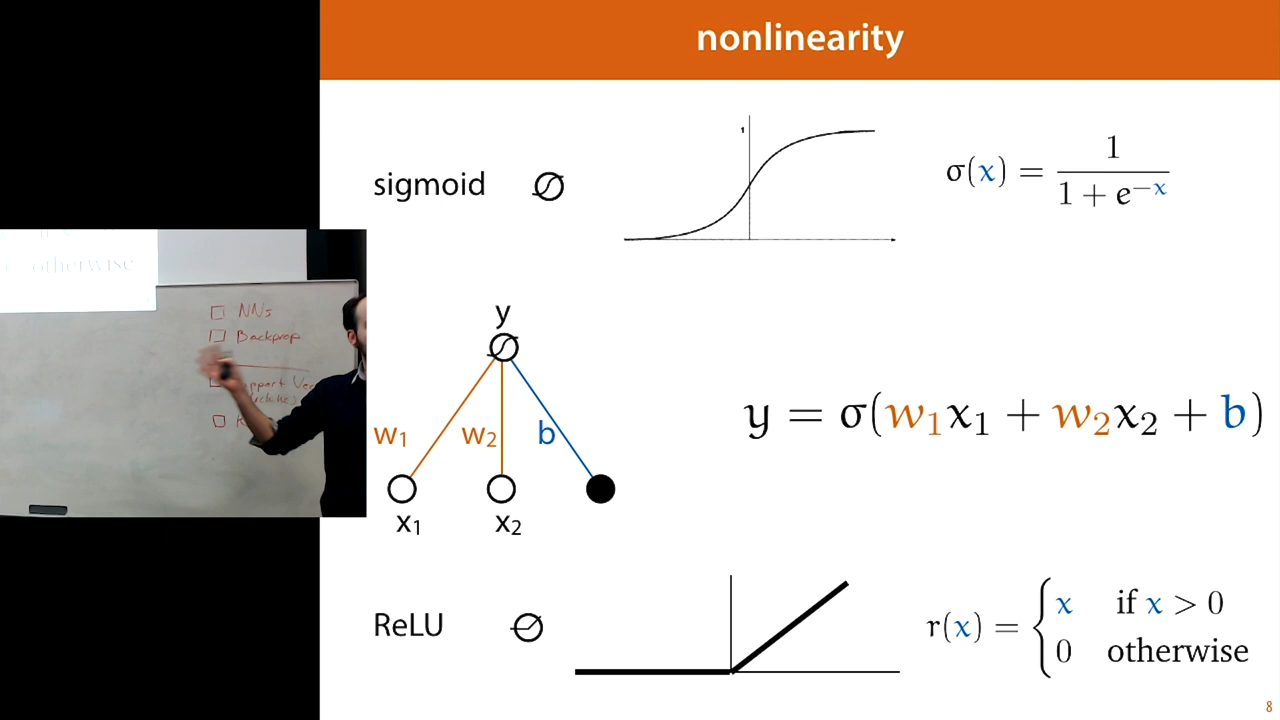 nonlinearity
sigmoid
1
σ(x) = 1 / (1 + e^−x)
otherwise
NNs
Backprop
y
w₁ w₂ b
x₁ x₂
y = σ(w₁x₁ + w₂x₂ + b)
ReLU
r(x) = { x if x > 0
0 otherwise
8